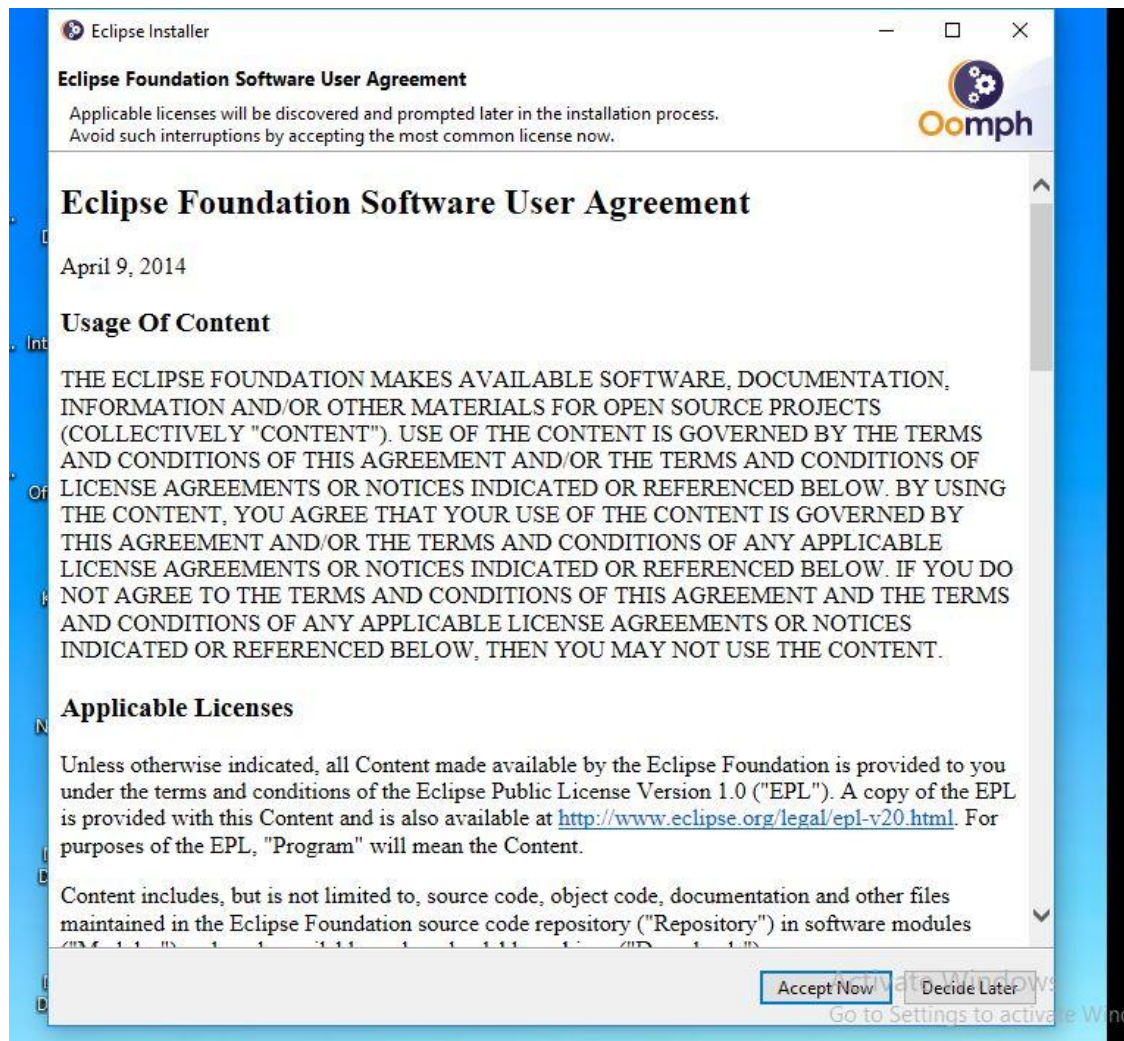 Eclipse Installer
Eclipse Foundation Software User Agreement
Applicable licenses will be discovered and prompted later in the installation process.
Avoid such interruptions by accepting the most common license now.
Oomph
Eclipse Foundation Software User Agreement
April 9, 2014
Usage Of Content
THE ECLIPSE FOUNDATION MAKES AVAILABLE SOFTWARE, DOCUMENTATION,
INFORMATION AND/OR OTHER MATERIALS FOR OPEN SOURCE PROJECTS
(COLLECTIVELY "CONTENT"). USE OF THE CONTENT IS GOVERNED BY THE TERMS
AND CONDITIONS OF THIS AGREEMENT AND/OR THE TERMS AND CONDITIONS OF
LICENSE AGREEMENTS OR NOTICES INDICATED OR REFERENCED BELOW. BY USING
THE CONTENT, YOU AGREE THAT YOUR USE OF THE CONTENT IS GOVERNED BY
THIS AGREEMENT AND/OR THE TERMS AND CONDITIONS OF ANY APPLICABLE
LICENSE AGREEMENTS OR NOTICES INDICATED OR REFERENCED BELOW. IF YOU DO
NOT AGREE TO THE TERMS AND CONDITIONS OF THIS AGREEMENT AND THE TERMS
AND CONDITIONS OF ANY APPLICABLE LICENSE AGREEMENTS OR NOTICES
INDICATED OR REFERENCED BELOW, THEN YOU MAY NOT USE THE CONTENT.
Applicable Licenses
Unless otherwise indicated, all Content made available by the Eclipse Foundation is provided to you
under the terms and conditions of the Eclipse Public License Version 1.0 ("EPL"). A copy of the EPL
is provided with this Content and is also available at http://www.eclipse.org/legal/epl-v20.html. For
purposes of the EPL, "Program" will mean the Content.
Content includes, but is not limited to, source code, object code, documentation and other files
maintained in the Eclipse Foundation source code repository ("Repository") in software modules
Accept Now
Decide Later
Activate Windows
Go to Settings to activate Wind
Int
Of